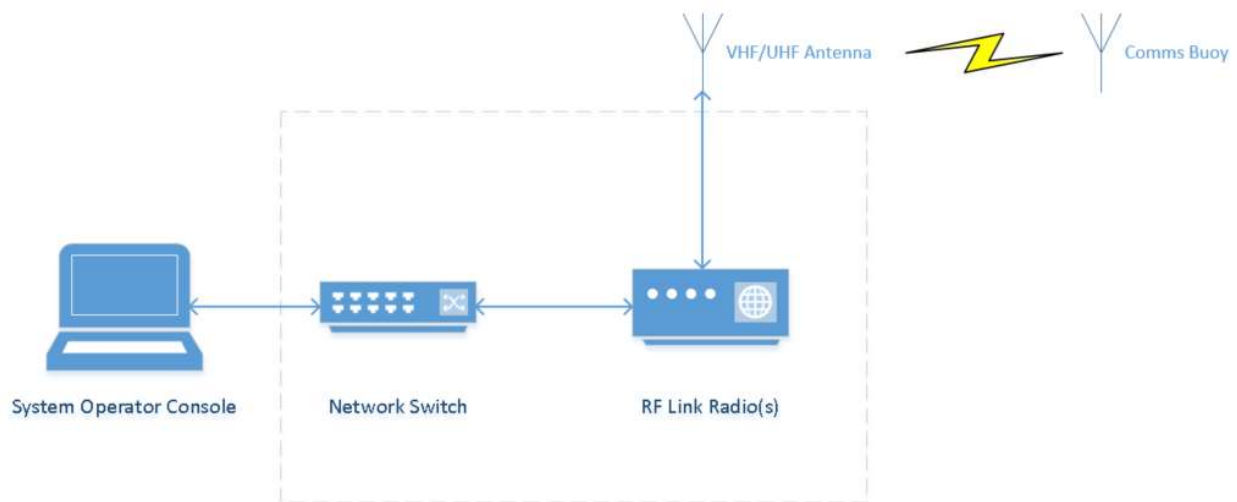 VHF/UHF Antenna
Comms Buoy
System Operator Console
Network Switch
RF Link Radio(s)